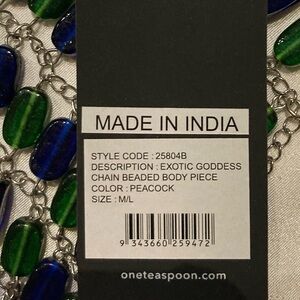 MADE IN INDIA
STYLE CODE : 25804B
DESCRIPTION : EXOTIC GODDESS
CHAIN BEADED BODY PIECE
COLOR : PEACOCK
SIZE : M/L
9 343660 259472
oneteaspoon.com